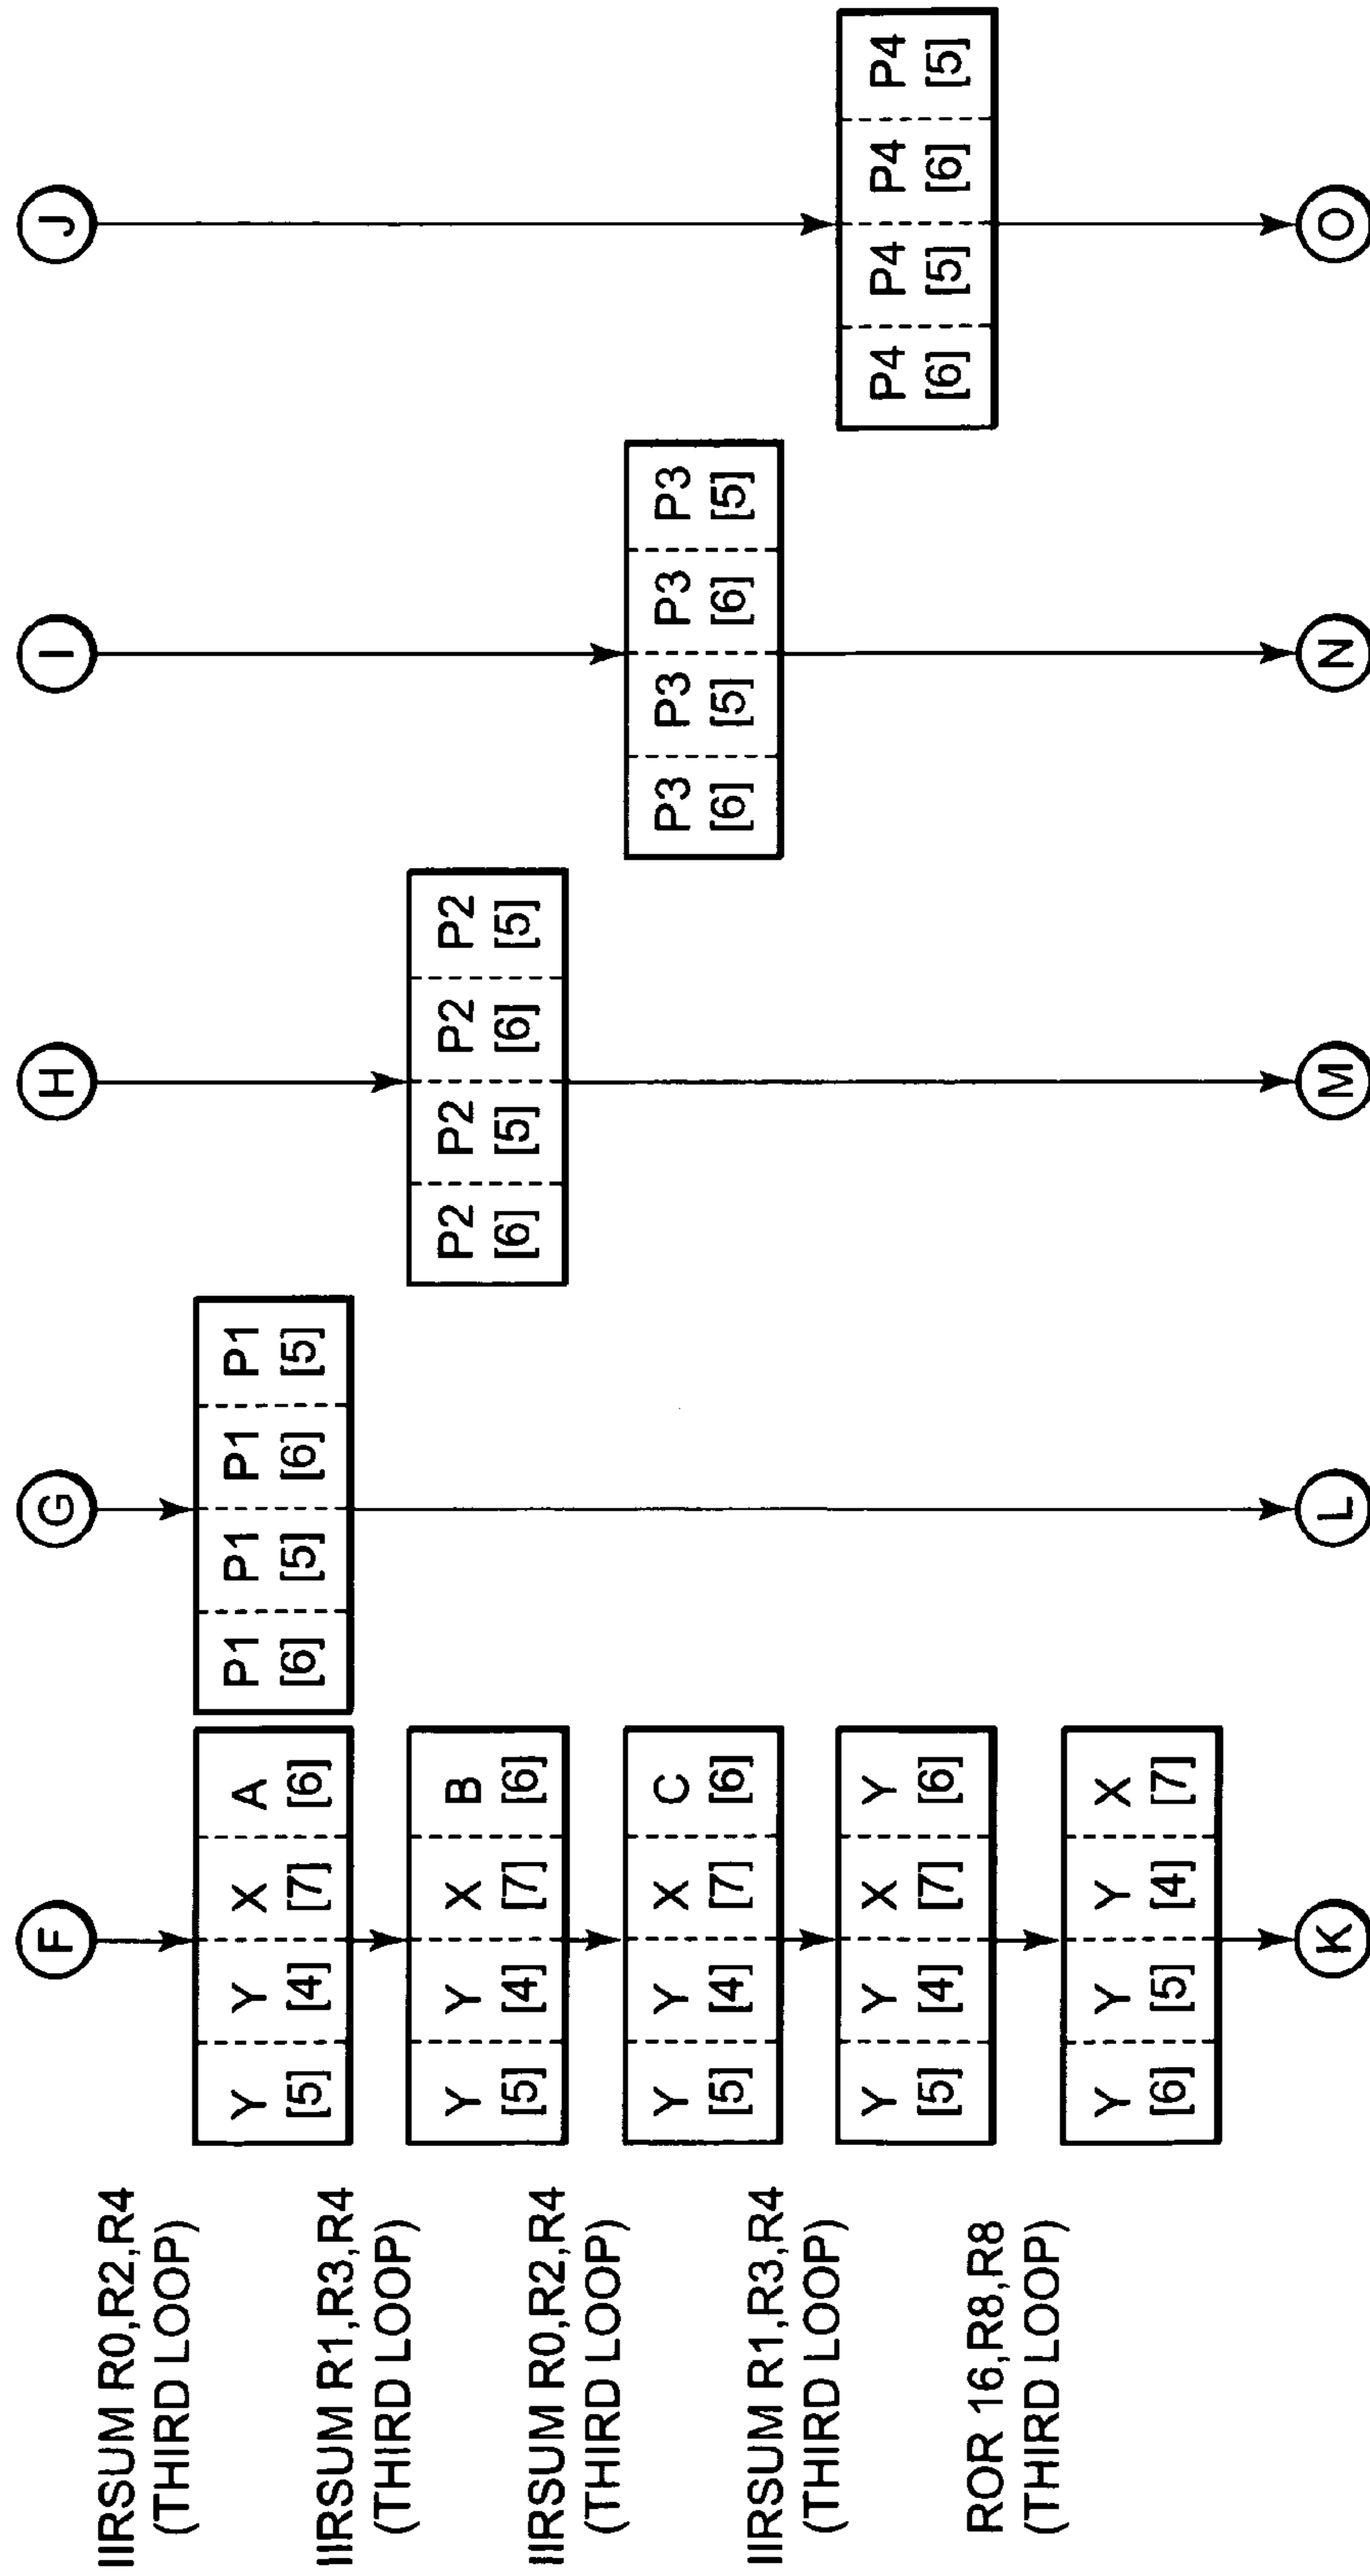 F G H I J
IIRSUM R0,R2,R4
(THIRD LOOP)
Y Y X A P1 P1 P1 P1
[5] [4] [7] [6] [6] [5] [6] [5]
IIRSUM R1,R3,R4
(THIRD LOOP)
Y Y X B P2 P2 P2 P2
[5] [4] [7] [6] [6] [5] [6] [5]
IIRSUM R0,R2,R4
(THIRD LOOP)
Y Y X C P3 P3 P3 P3
[5] [4] [7] [6] [6] [5] [6] [5]
IIRSUM R1,R3,R4
(THIRD LOOP)
Y Y X Y P4 P4 P4 P4
[5] [4] [7] [6] [6] [5] [6] [5]
ROR 16,R8,R8
(THIRD LOOP)
Y Y Y X
[6] [5] [4] [7]
K L M N O